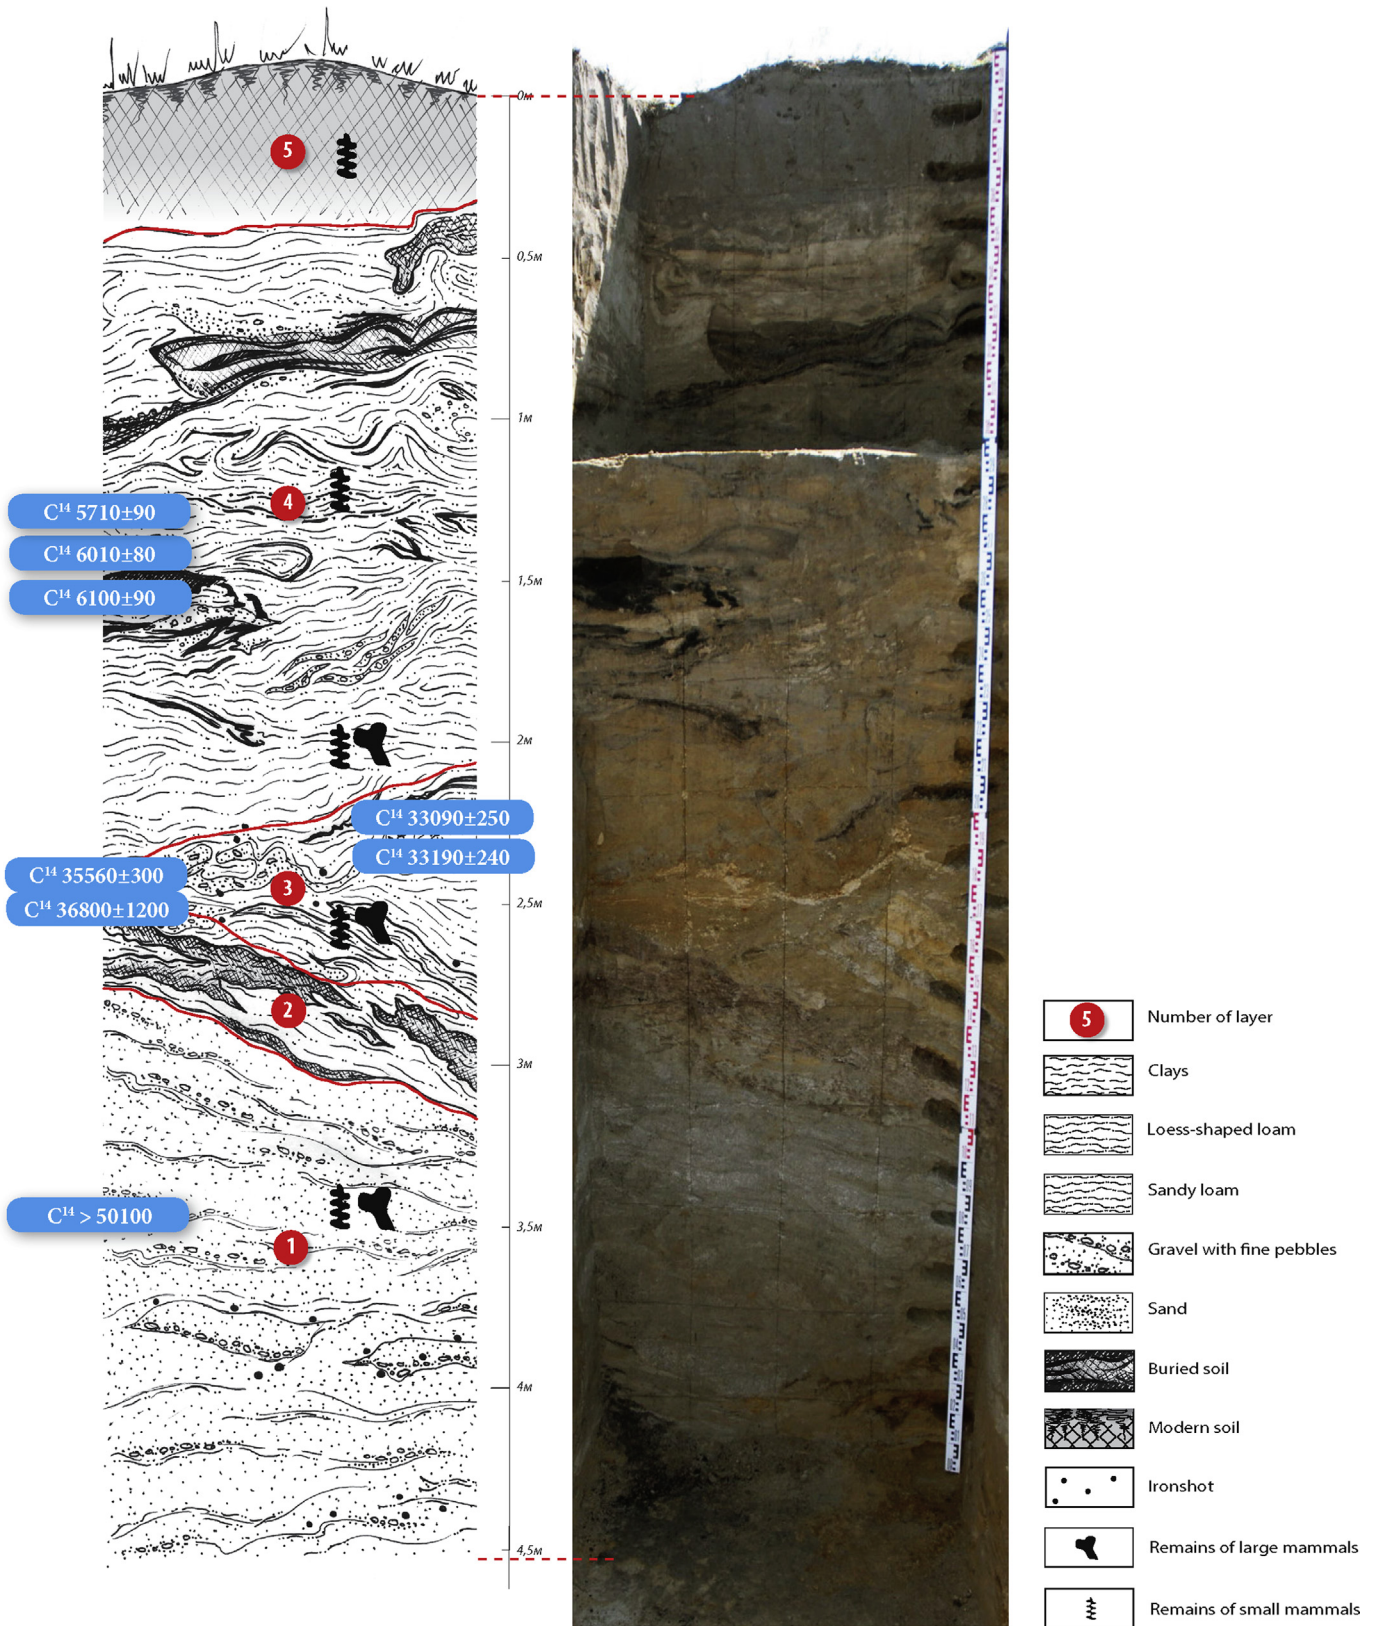 0м
5
0,5м
1м
4
C¹⁴ 5710±90
C¹⁴ 6010±80
1,5м
C¹⁴ 6100±90
2м
C¹⁴ 33090±250
C¹⁴ 33190±240
C¹⁴ 35560±300
3
C¹⁴ 36800±1200
2,5м
2
3м
C¹⁴ > 50100
3,5м
1
4м
4,5м
5 Number of layer
Clays
Loess-shaped loam
Sandy loam
Gravel with fine pebbles
Sand
Buried soil
Modern soil
Ironshot
Remains of large mammals
Remains of small mammals